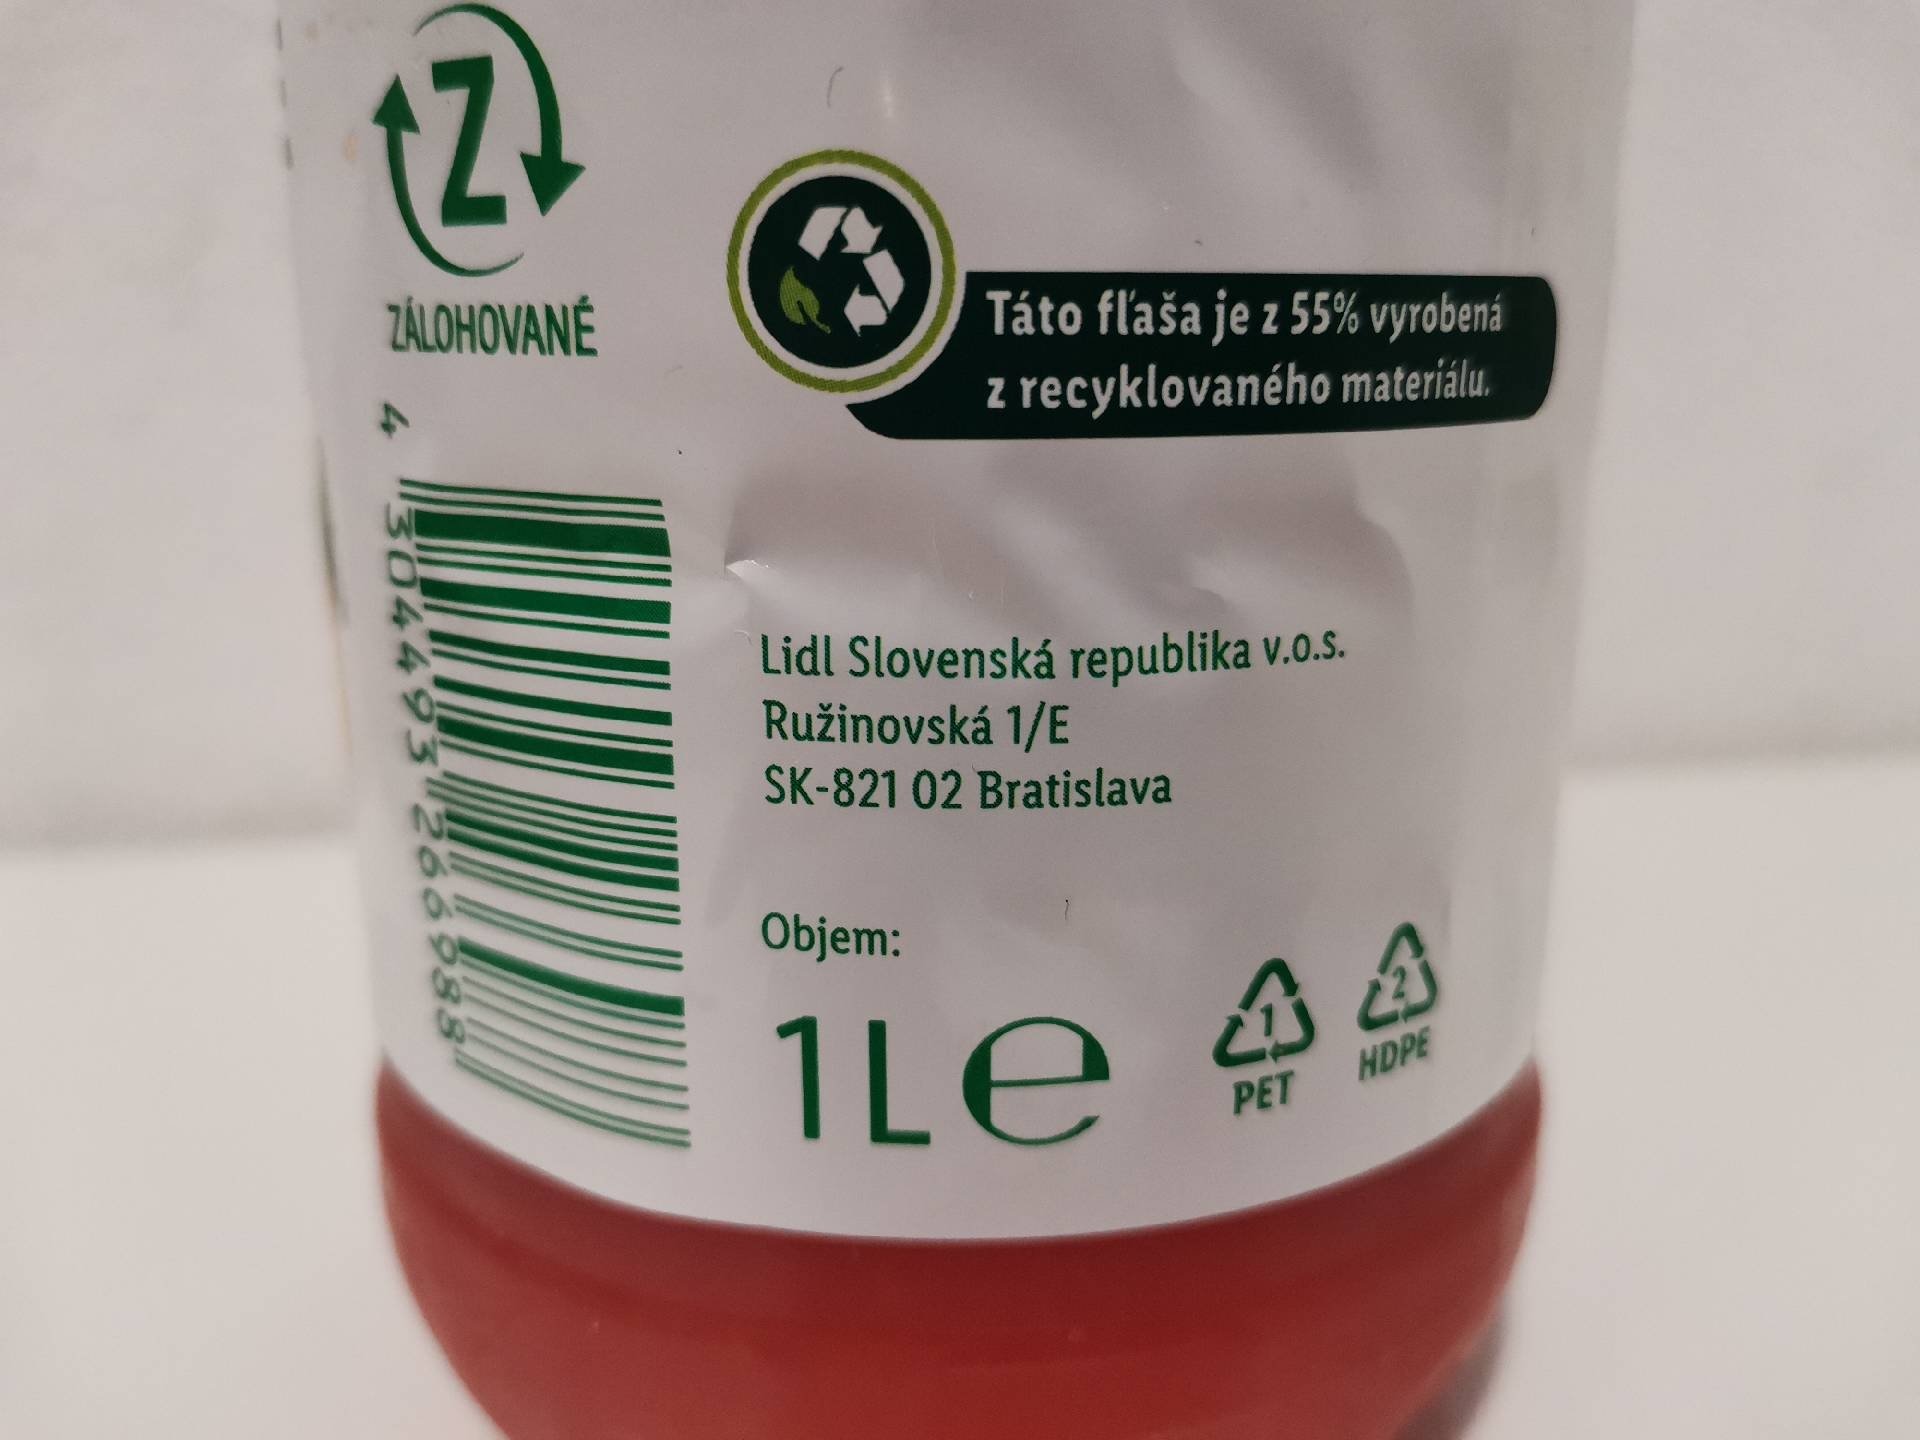 Z
ZÁLOHOVANÉ
Táto fľaša je z 55% vyrobená
z recyklovaného materiálu.
4 304493 266988
Lidl Slovenská republika v.o.s.
Ružinovská 1/E
SK-821 02 Bratislava
Objem:
1L e
1
PET
2
HDPE